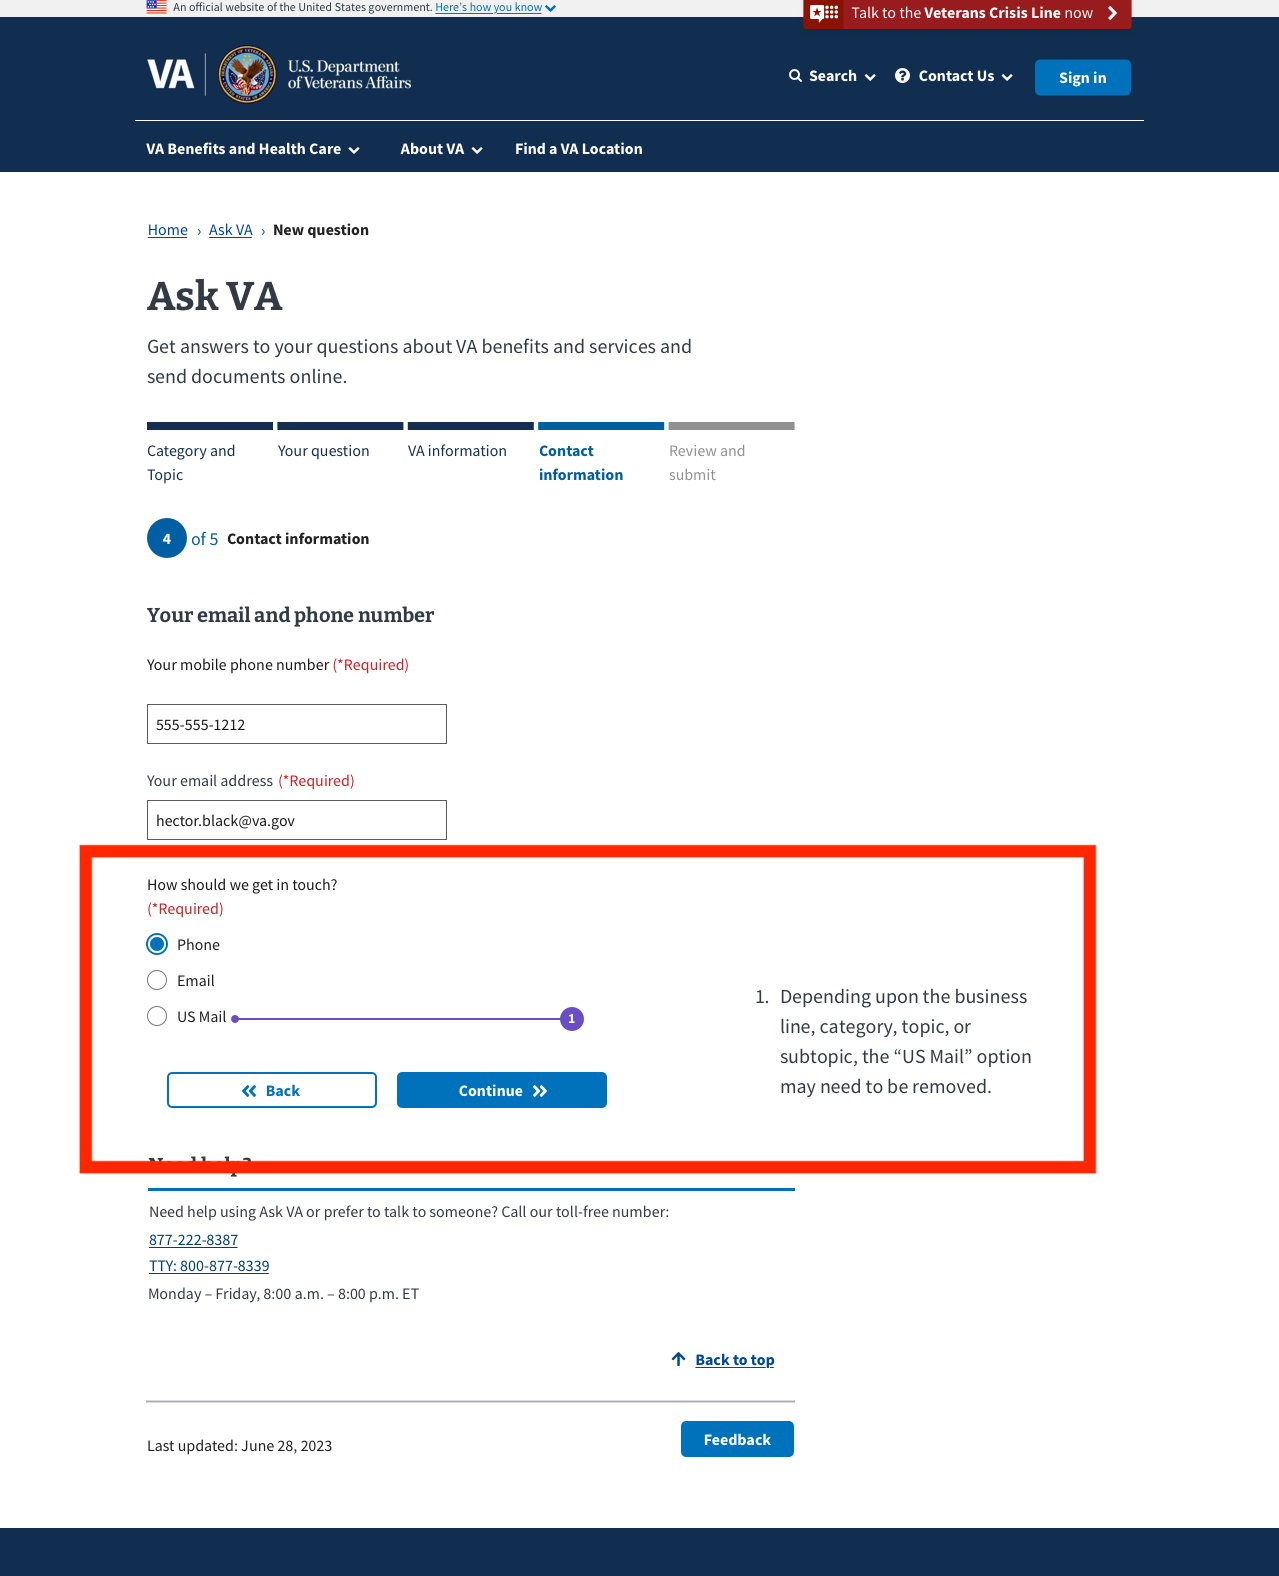 An official website of the United States government. Here's how you know
Talk to the Veterans Crisis Line now
VA
U.S. Department
of Veterans Affairs
Search
Contact Us
Sign in
VA Benefits and Health Care
About VA
Find a VA Location
Home › Ask VA › New question
Ask VA
Get answers to your questions about VA benefits and services and
send documents online.
Category and
Topic
Your question
VA information
Contact
information
Review and
submit
4 of 5 Contact information
Your email and phone number
Your mobile phone number (*Required)
555-555-1212
Your email address (*Required)
hector.black@va.gov
How should we get in touch?
(*Required)
Phone
Email
US Mail
1
1. Depending upon the business
line, category, topic, or
subtopic, the “US Mail” option
may need to be removed.
Back
Continue
Need help?
Need help using Ask VA or prefer to talk to someone? Call our toll-free number:
877-222-8387
TTY: 800-877-8339
Monday – Friday, 8:00 a.m. – 8:00 p.m. ET
Back to top
Last updated: June 28, 2023
Feedback